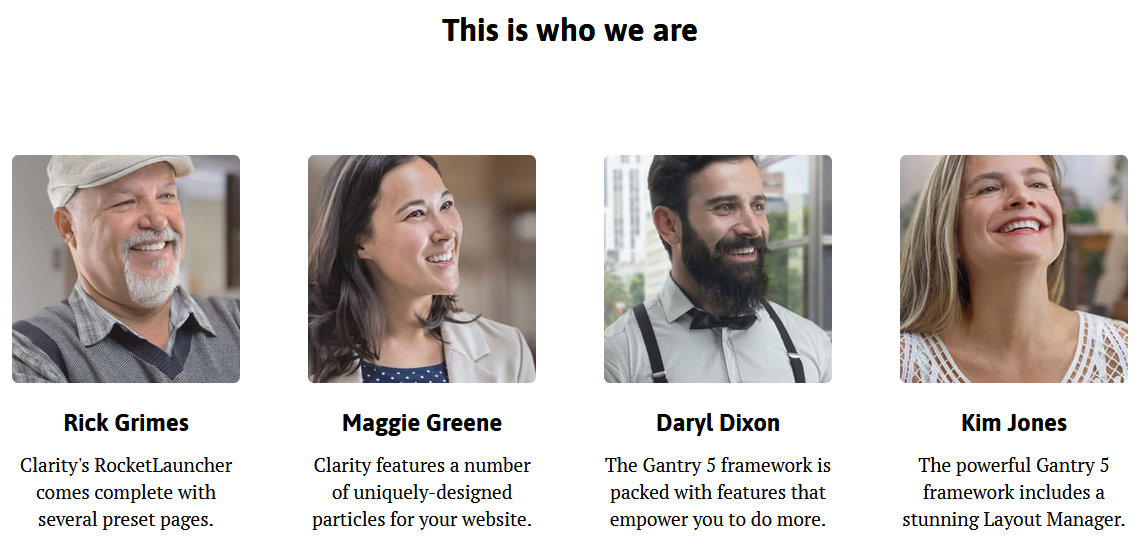 This is who we are
Rick Grimes
Clarity's RocketLauncher
comes complete with
several preset pages.
Maggie Greene
Clarity features a number
of uniquely-designed
particles for your website.
Daryl Dixon
The Gantry 5 framework is
packed with features that
empower you to do more.
Kim Jones
The powerful Gantry 5
framework includes a
stunning Layout Manager.